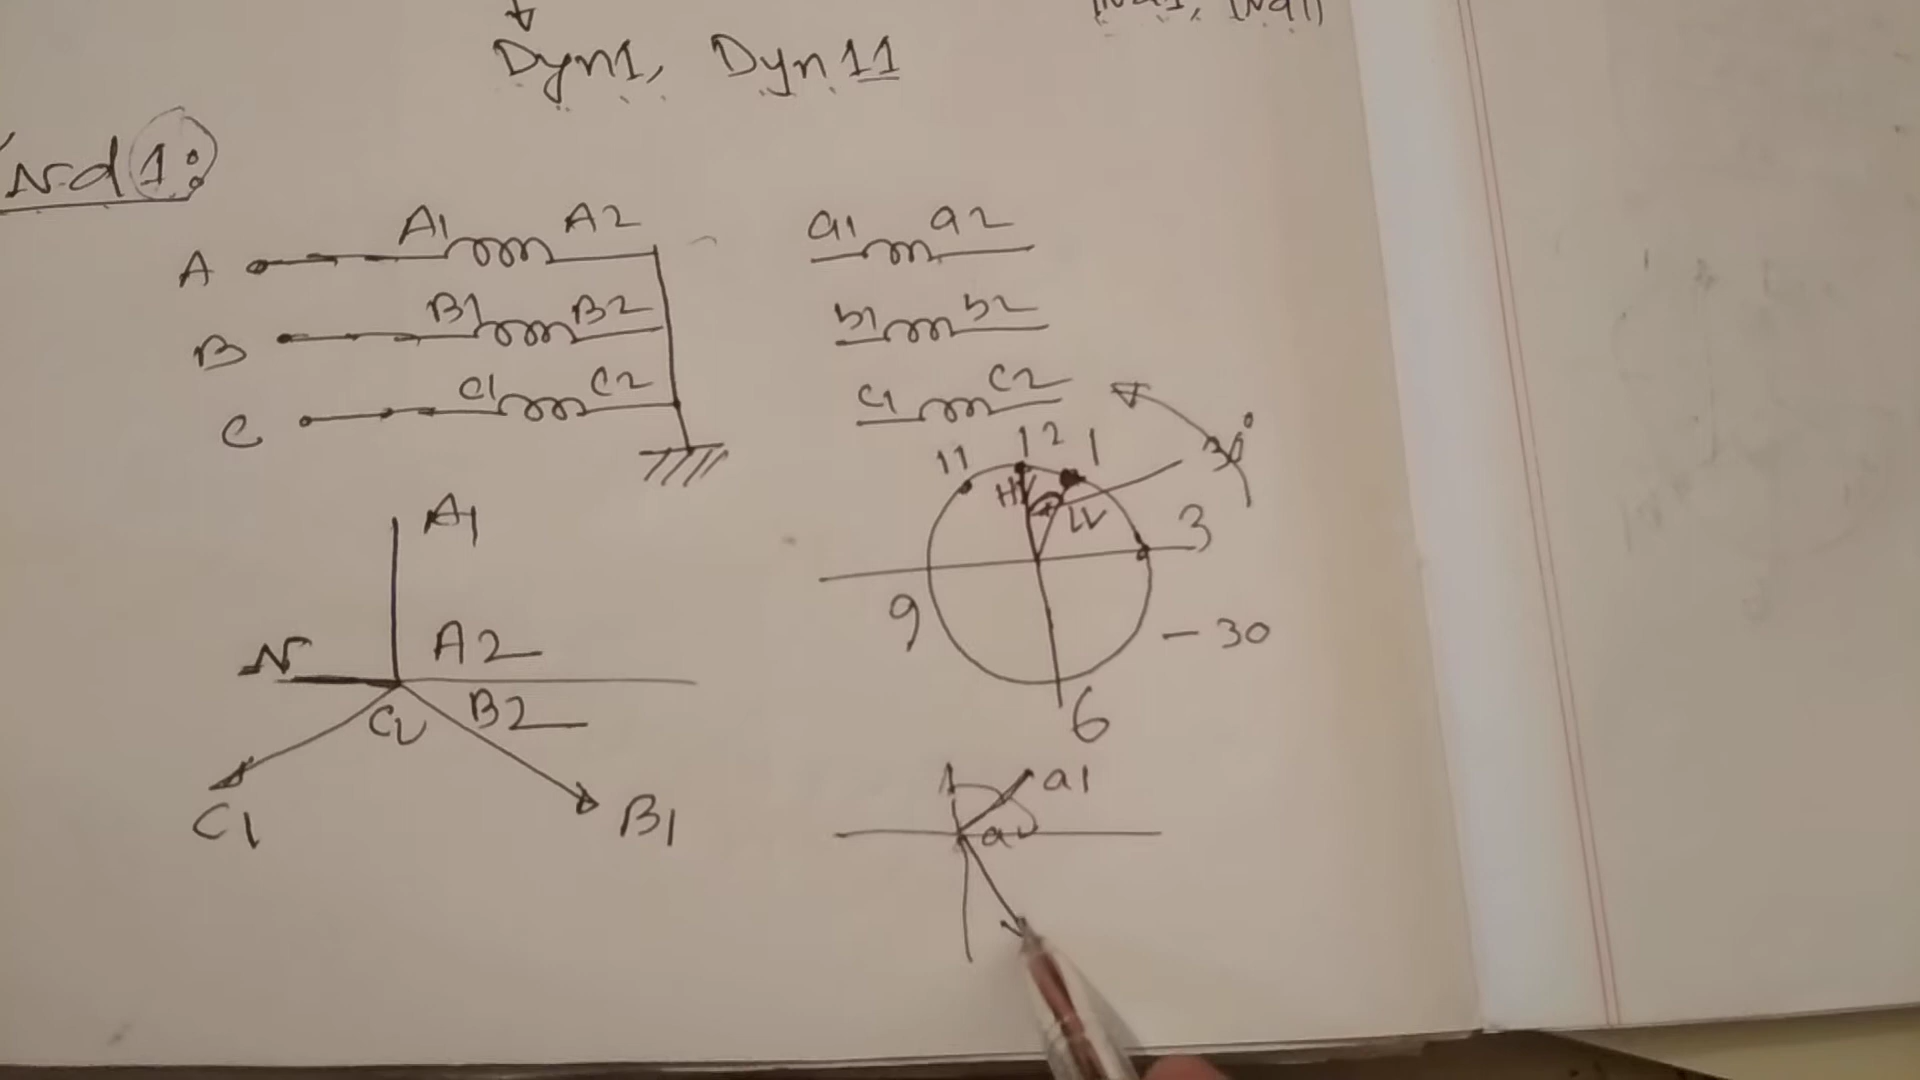 Dyn1, Dyn11
Nd1:
A A1 A2 a1 a2
B B1 B2 b1 b2
C C1 C2 c1 c2
11 12 1 30°
HV LV 3
A1
N A2 9 -30
C2 B2 6
C1 B1 a1
a2